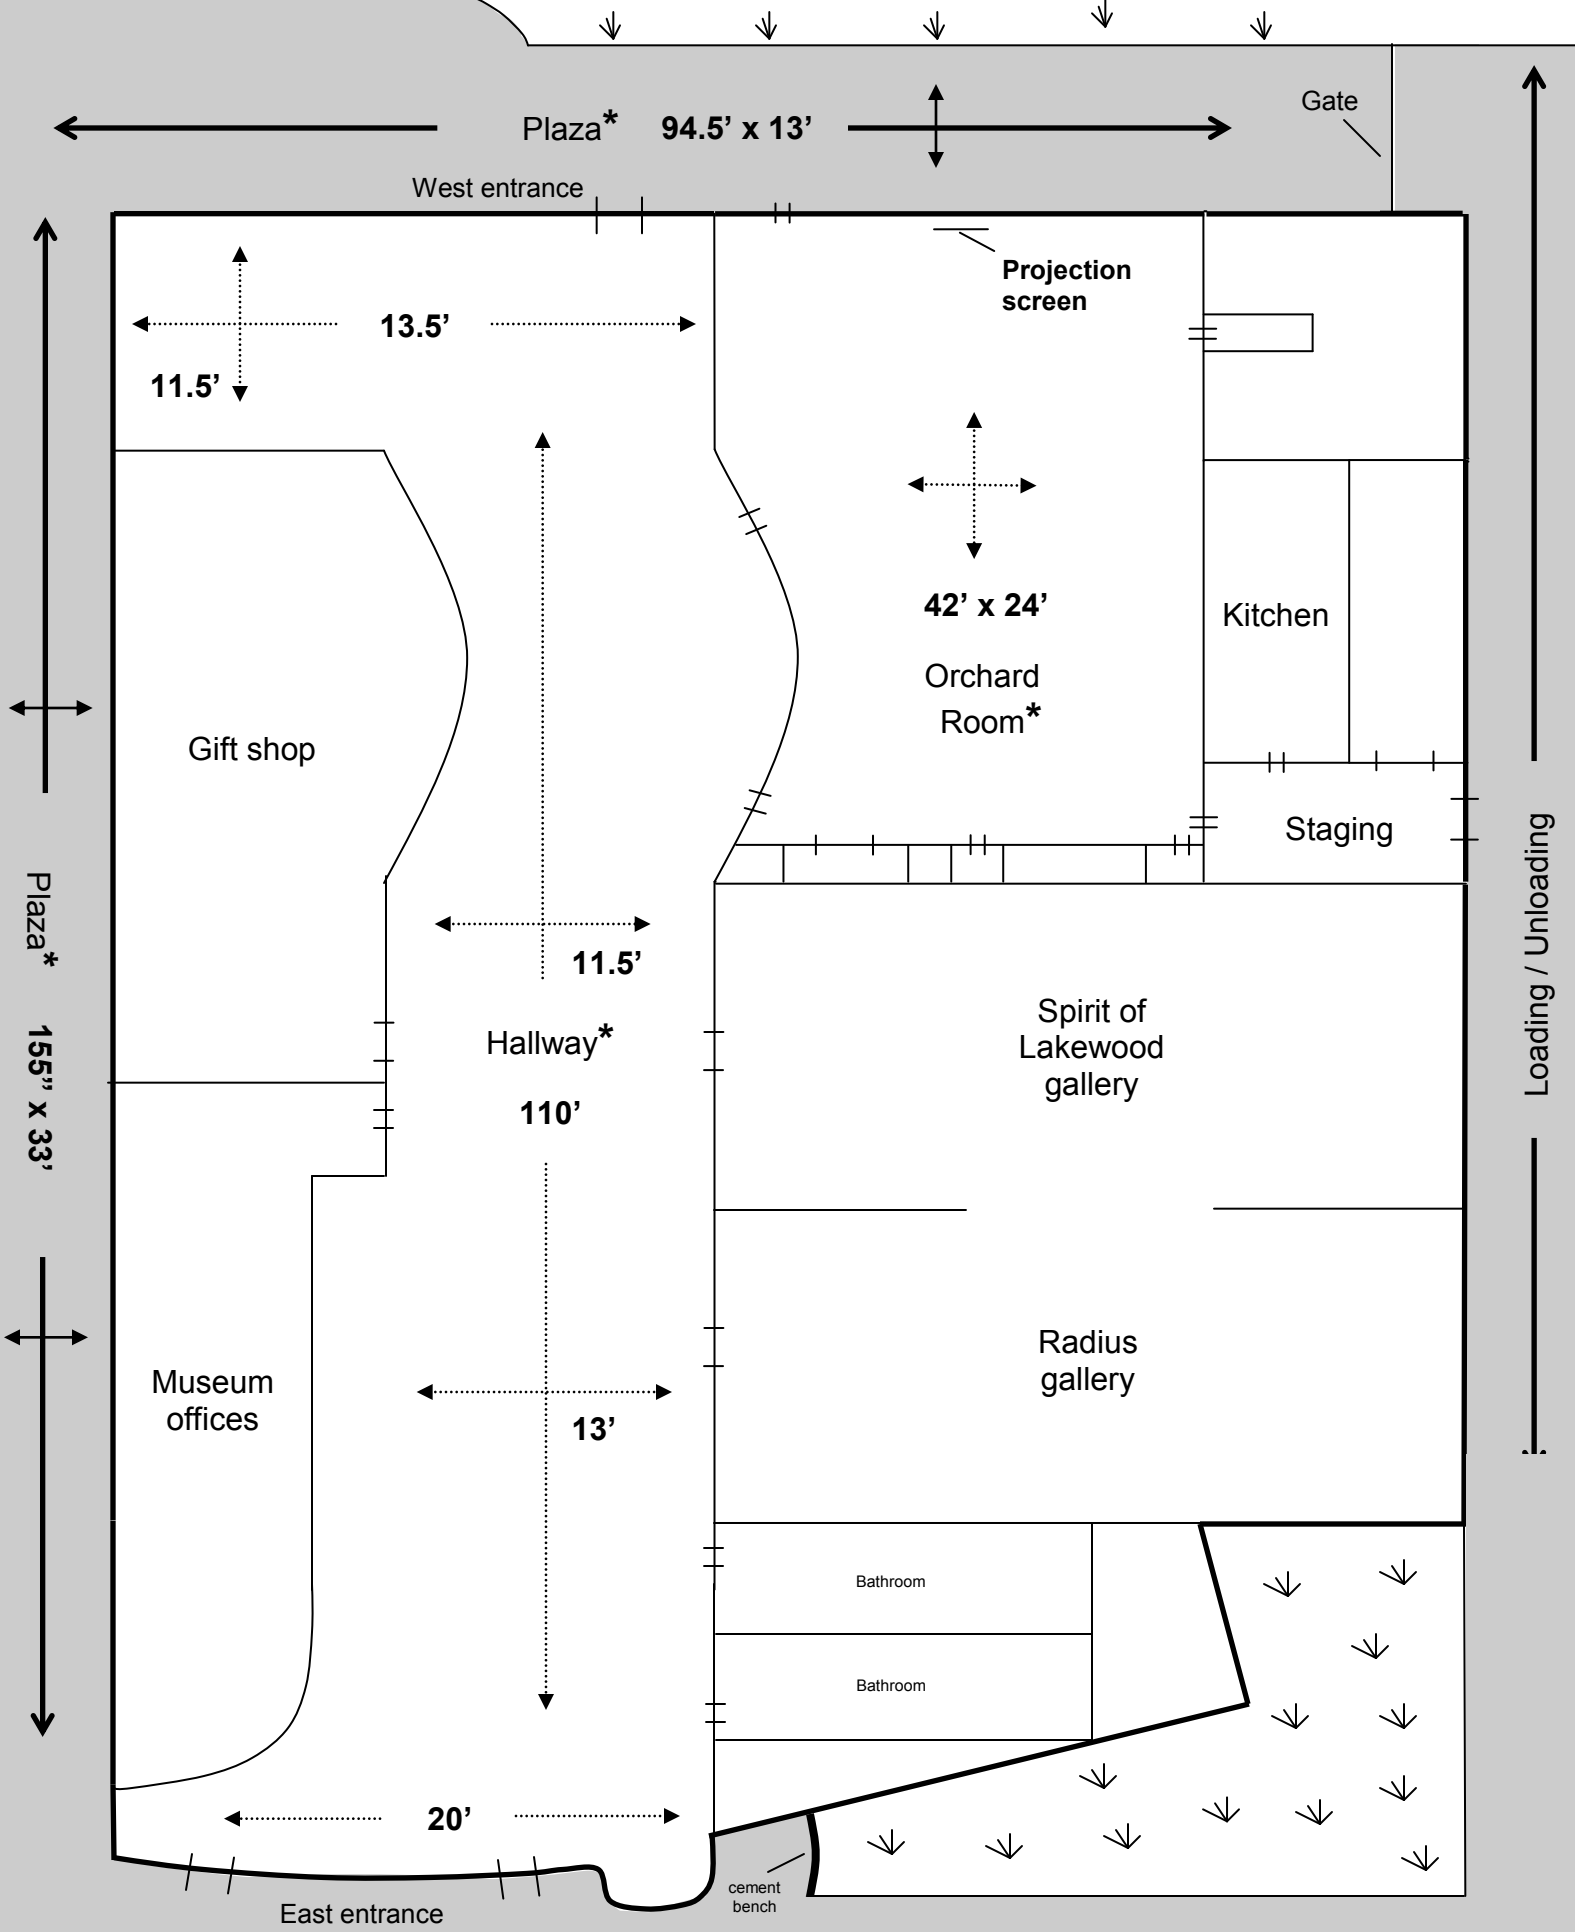 Gate
Plaza* 94.5’ x 13’
West entrance
Projection
screen
13.5’
11.5’
42’ x 24’
Orchard
Room*
Kitchen
Gift shop
Staging
Plaza* 155” x 33’
Loading / Unloading
11.5’
Hallway*
110’
Spirit of
Lakewood
gallery
Radius
gallery
Museum
offices
13’
Bathroom
Bathroom
20’
cement
bench
East entrance